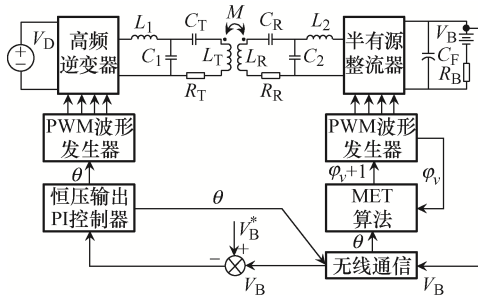 V_D
高频
逆变器
L_1
C_T
M
C_R
L_2
半有源
整流器
V_B
C_1
L_T
L_R
C_2
C_F
R_B
R_T
R_R
PWM波形
发生器
PWM波形
发生器
θ
φ_v+1
φ_v
恒压输出
PI控制器
θ
MET
算法
V_B^*
θ
+
−
无线通信
V_B
V_B